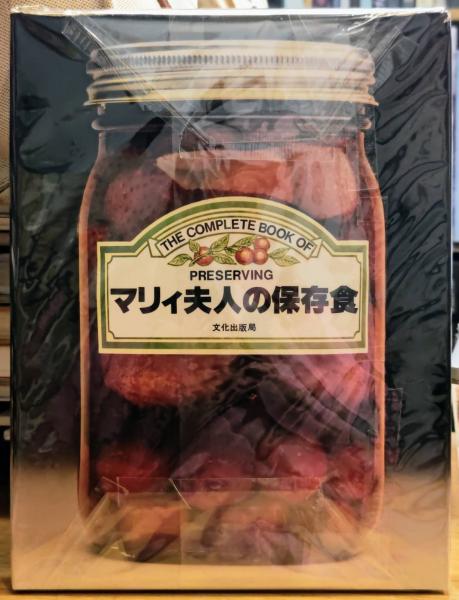 THE COMPLETE BOOK OF
PRESERVING
マリィ夫人の保存食
文化出版局